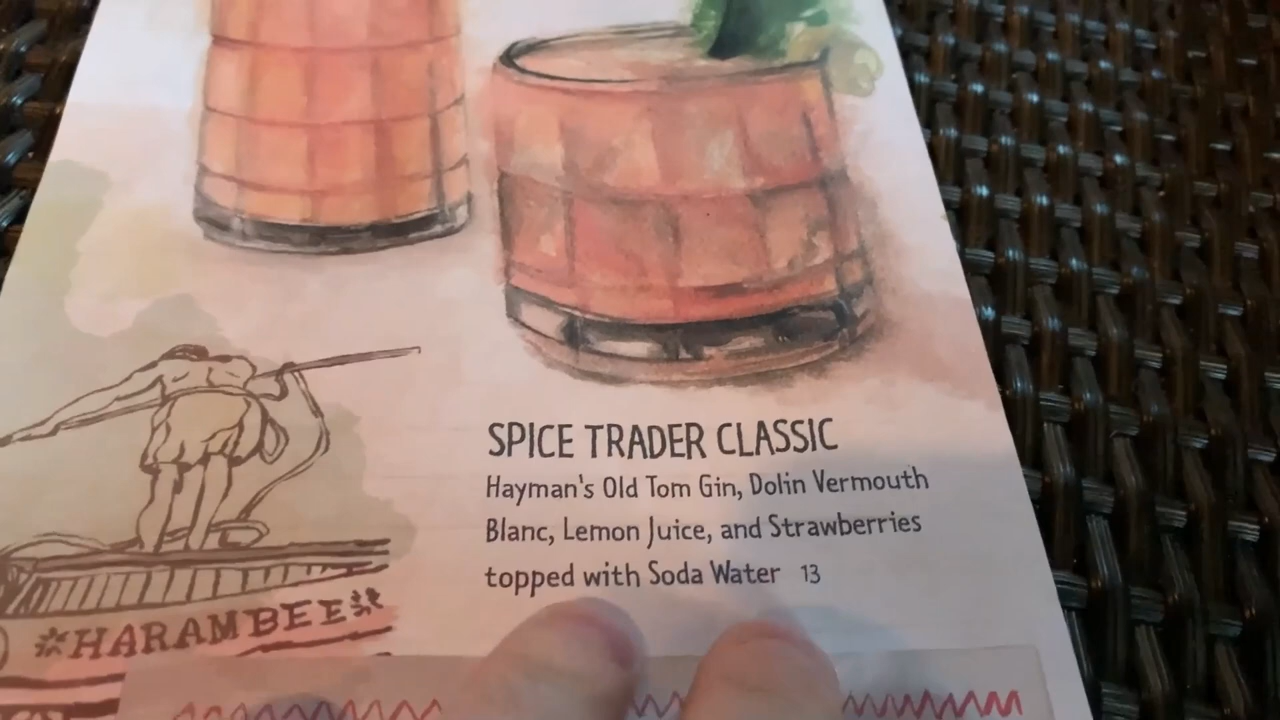 SPICE TRADER CLASSIC
Hayman's Old Tom Gin, Dolin Vermouth
Blanc, Lemon Juice, and Strawberries
topped with Soda Water 13
HARAMBEE